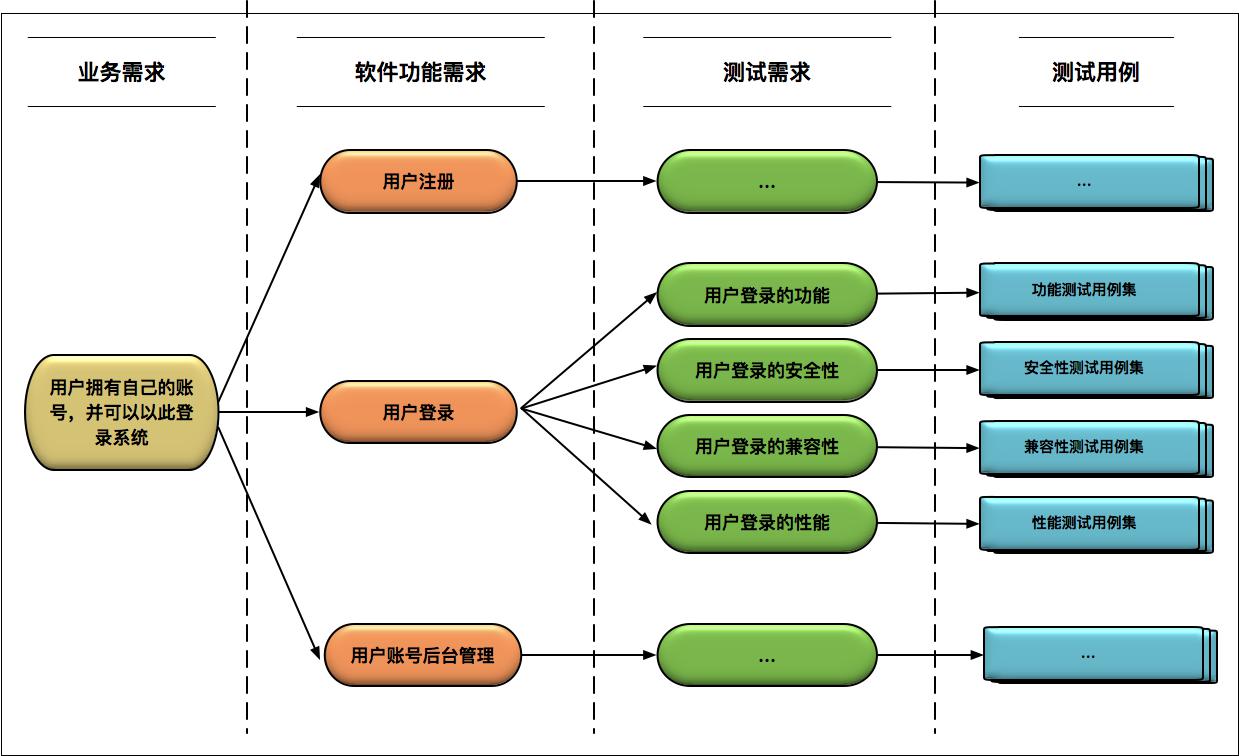 业务需求
软件功能需求
测试需求
测试用例
用户注册
...
...
用户登录的功能
功能测试用例集
用户登录的安全性
安全性测试用例集
用户拥有自己的账
号，并可以以此登
录系统
用户登录
用户登录的兼容性
兼容性测试用例集
用户登录的性能
性能测试用例集
用户账号后台管理
...
...